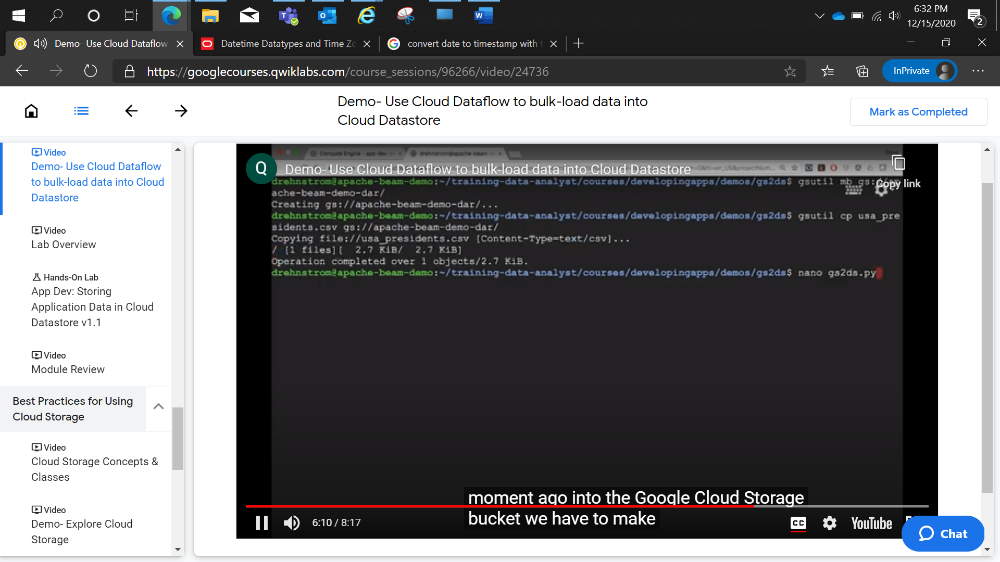 6:32 PM
12/15/2020
2
Demo- Use Cloud Dataflow
Datetime Datatypes and Time Zo
convert date to timestamp with t
https://googlecourses.qwiklabs.com/course_sessions/96266/video/24736
InPrivate
Demo- Use Cloud Dataflow to bulk-load data into
Cloud Datastore
Mark as Completed
Video
Demo- Use Cloud Dataflow
to bulk-load data into Cloud
Datastore
Video
Lab Overview
Hands-On Lab
App Dev: Storing
Application Data in Cloud
Datastore v1.1
Video
Module Review
Best Practices for Using
Cloud Storage
Video
Cloud Storage Concepts &
Classes
Video
Demo- Explore Cloud
Storage
Compute Engine - app-dev-
drehnstrom@apache-beam-
Q
Demo- Use Cloud Dataflow to bulk-load data into Cloud Datastore
Copy link
drehnstrom@apache-beam-demo:~/training-data-analyst/courses/developingapps/demos/gs2ds$ gsutil mb gs:
ache-beam-demo-dar/
Creating gs://apache-beam-demo-dar/...
drehnstrom@apache-beam-demo:~/training-data-analyst/courses/developingapps/demos/gs2ds$ gsutil cp usa_pre
sidents.csv gs://apache-beam-demo-dar/
Copying file://usa_presidents.csv [Content-Type=text/csv]...
/ [1 files][ 2.7 KiB/ 2.7 KiB]
Operation completed over 1 objects/2.7 KiB.
drehnstrom@apache-beam-demo:~/training-data-analyst/courses/developingapps/demos/gs2ds$ nano gs2ds.py
moment ago into the Google Cloud Storage
bucket we have to make
6:10 / 8:17
CC
YouTube
Chat